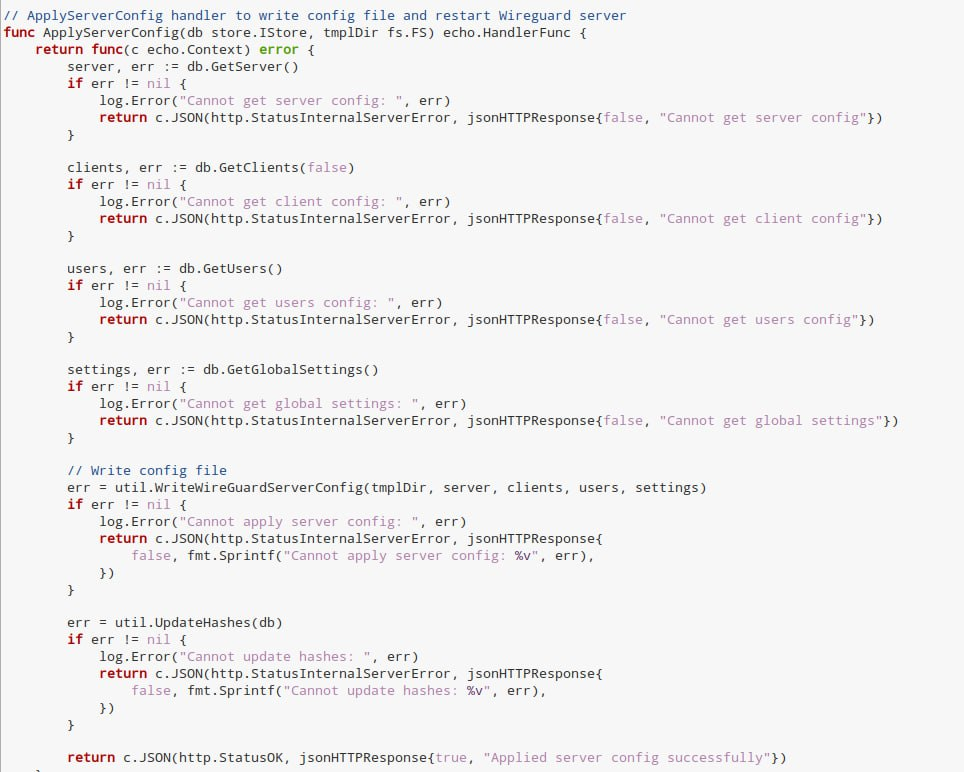 // ApplyServerConfig handler to write config file and restart Wireguard server
func ApplyServerConfig(db store.IStore, tmplDir fs.FS) echo.HandlerFunc {
    return func(c echo.Context) error {
        server, err := db.GetServer()
        if err != nil {
            log.Error("Cannot get server config: ", err)
            return c.JSON(http.StatusInternalServerError, jsonHTTPResponse{false, "Cannot get server config"})
        }

        clients, err := db.GetClients(false)
        if err != nil {
            log.Error("Cannot get client config: ", err)
            return c.JSON(http.StatusInternalServerError, jsonHTTPResponse{false, "Cannot get client config"})
        }

        users, err := db.GetUsers()
        if err != nil {
            log.Error("Cannot get users config: ", err)
            return c.JSON(http.StatusInternalServerError, jsonHTTPResponse{false, "Cannot get users config"})
        }

        settings, err := db.GetGlobalSettings()
        if err != nil {
            log.Error("Cannot get global settings: ", err)
            return c.JSON(http.StatusInternalServerError, jsonHTTPResponse{false, "Cannot get global settings"})
        }

        // Write config file
        err = util.WriteWireGuardServerConfig(tmplDir, server, clients, users, settings)
        if err != nil {
            log.Error("Cannot apply server config: ", err)
            return c.JSON(http.StatusInternalServerError, jsonHTTPResponse{
                false, fmt.Sprintf("Cannot apply server config: %v", err),
            })
        }

        err = util.UpdateHashes(db)
        if err != nil {
            log.Error("Cannot update hashes: ", err)
            return c.JSON(http.StatusInternalServerError, jsonHTTPResponse{
                false, fmt.Sprintf("Cannot update hashes: %v", err),
            })
        }

        return c.JSON(http.StatusOK, jsonHTTPResponse{true, "Applied server config successfully"})